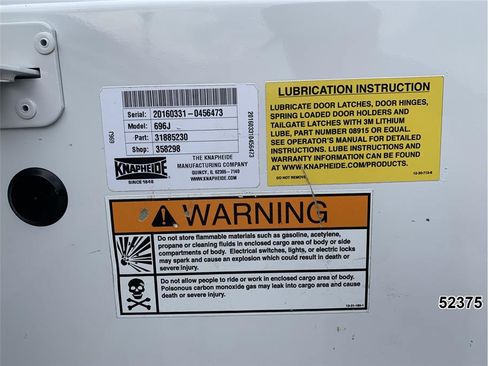 Serial: 20160331-0456473
Model: 696J
Part: 31885230
Shop: 358298
20160331 0456473
KNAPHEIDE
SINCE 1848
THE KNAPHEIDE
MANUFACTURING COMPANY
QUINCY, IL 62305 - 7140
WWW.KNAPHEIDE.COM
LUBRICATION INSTRUCTION
LUBRICATE DOOR LATCHES, DOOR HINGES,
SPRING LOADED DOOR HOLDERS AND
TAILGATE LATCHES WITH 3M LITHIUM
LUBE, PART NUMBER 08915 OR EQUAL.
SEE OPERATOR'S MANUAL FOR DETAILED
INSTRUCTIONS. LUBE INSTRUCTIONS AND
WARRANTY INFORMATION CAN BE FOUND
AT WWW.KNAPHEIDE.COM/PRODUCTS.
DO NOT REMOVE
WARNING
Do not store flammable materials such as gasoline, acetylene,
propane or cleaning fluids in enclosed cargo area of body or side
compartments of body. Electrical switches, lights, or electric locks
may spark and cause an explosion which could result in death or
severe injury.
Do not allow people to ride or work in enclosed area of body.
Poisonous carbon monoxide gas may leak into cargo area and cause
death or severe injury.
52375